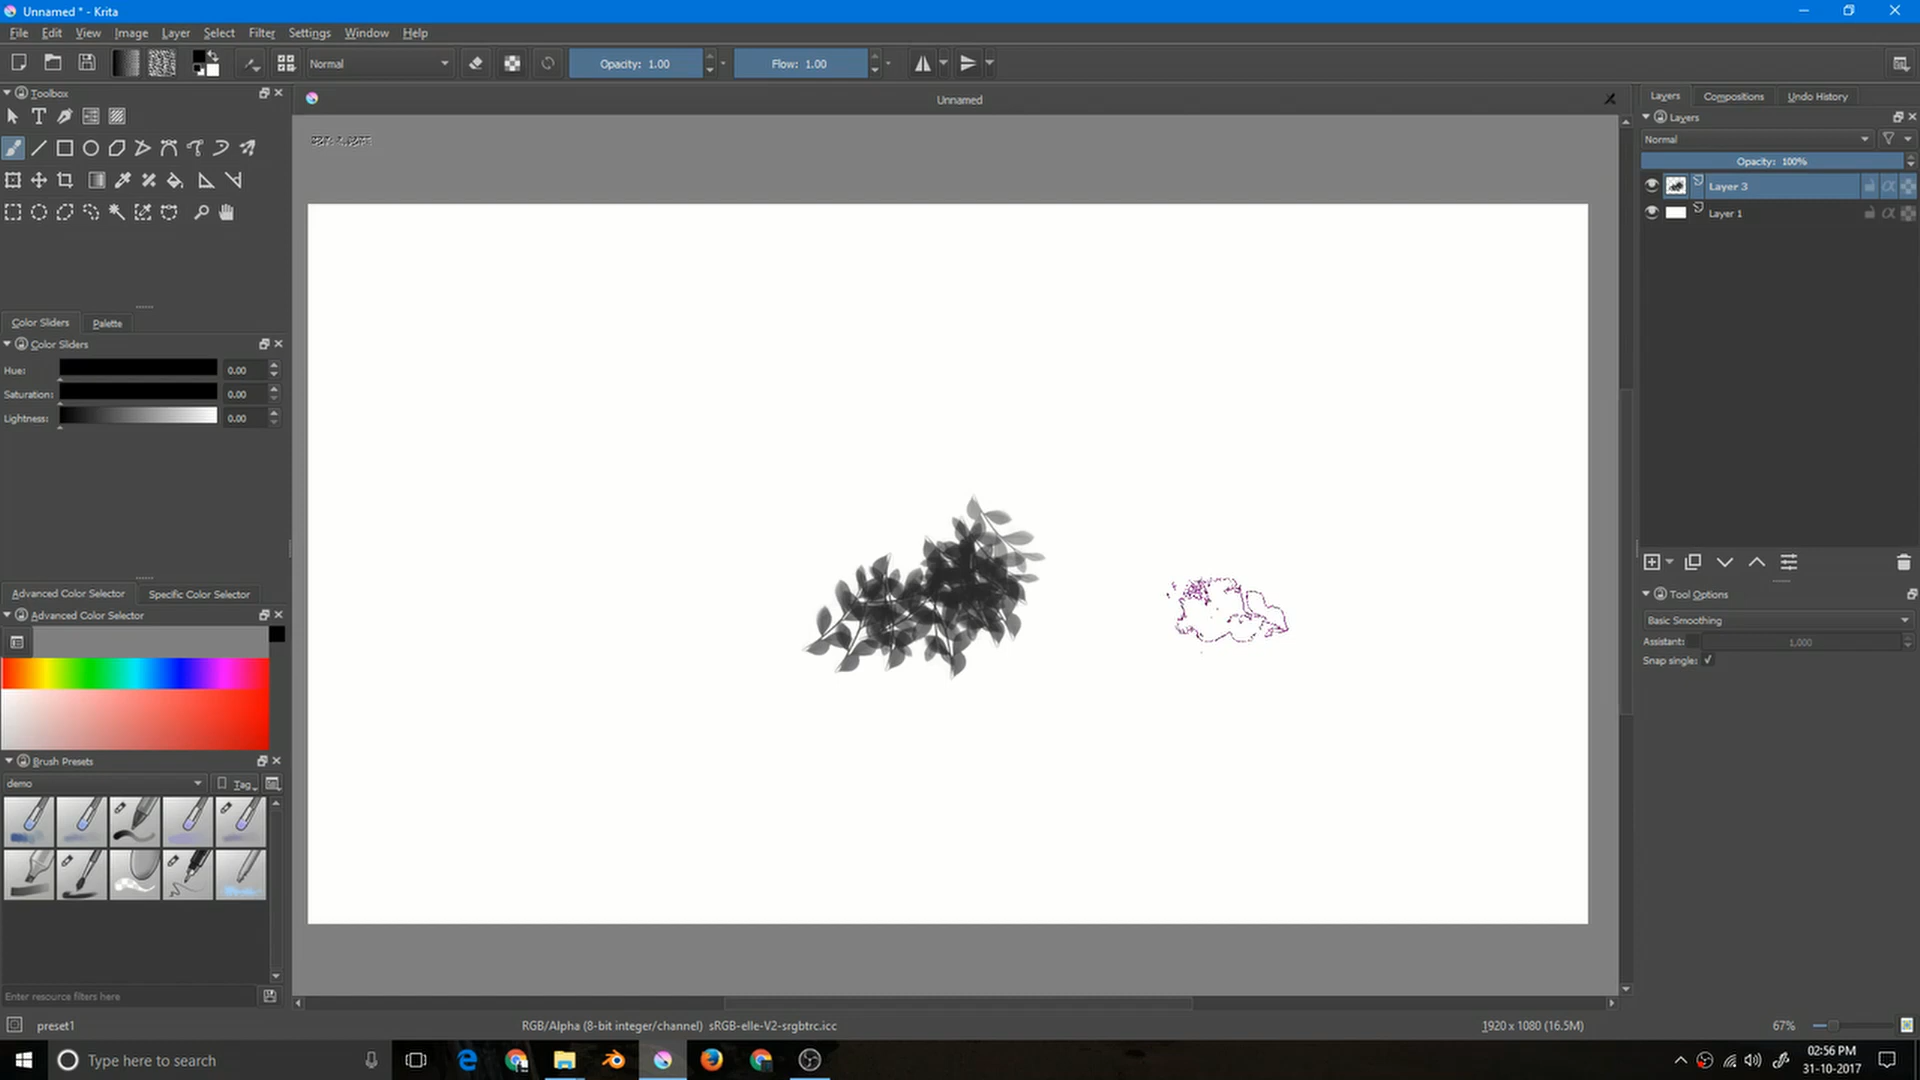 Unnamed * - Krita
File Edit View Image Layer Select Filter Settings Window Help
Normal Opacity: 1.00 Flow: 1.00
Toolbox
Unnamed
Layers Compositions Undo History
Layers
Normal
Opacity: 100%
Layer 3
Layer 1
Color Sliders Palette
Color Sliders
Hue: 0.00
Saturation: 0.00
Lightness: 0.00
Advanced Color Selector Specific Color Selector
Advanced Color Selector
Tool Options
Basic Smoothing
Assistant: 1,000
Snap single:
Brush Presets
demo Tag
Enter resource filters here
preset1 RGB/Alpha (8-bit integer/channel) sRGB-elle-V2-srgbtrc.icc 1920 x 1080 (16.5M) 67%
Type here to search
02:56 PM
31-10-2017